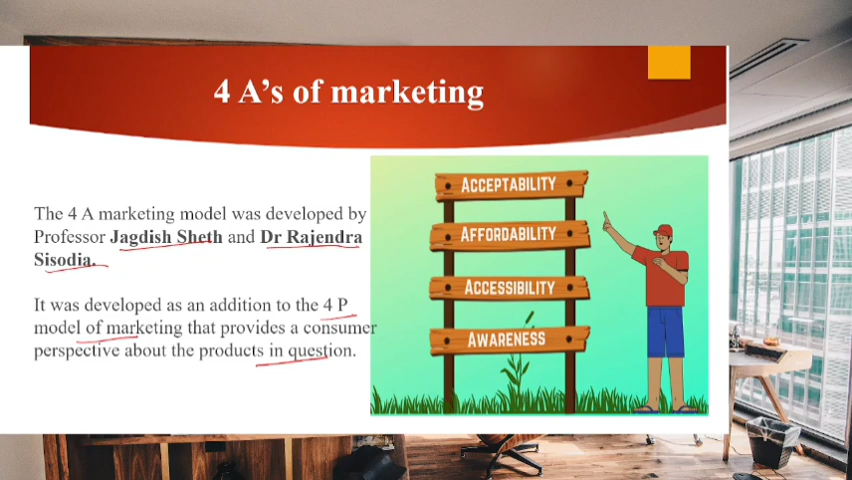 4 A's of marketing
The 4 A marketing model was developed by
Professor Jagdish Sheth and Dr Rajendra
Sisodia.
It was developed as an addition to the 4 P
model of marketing that provides a consumer
perspective about the products in question.
ACCEPTABILITY
AFFORDABILITY
ACCESSIBILITY
AWARENESS